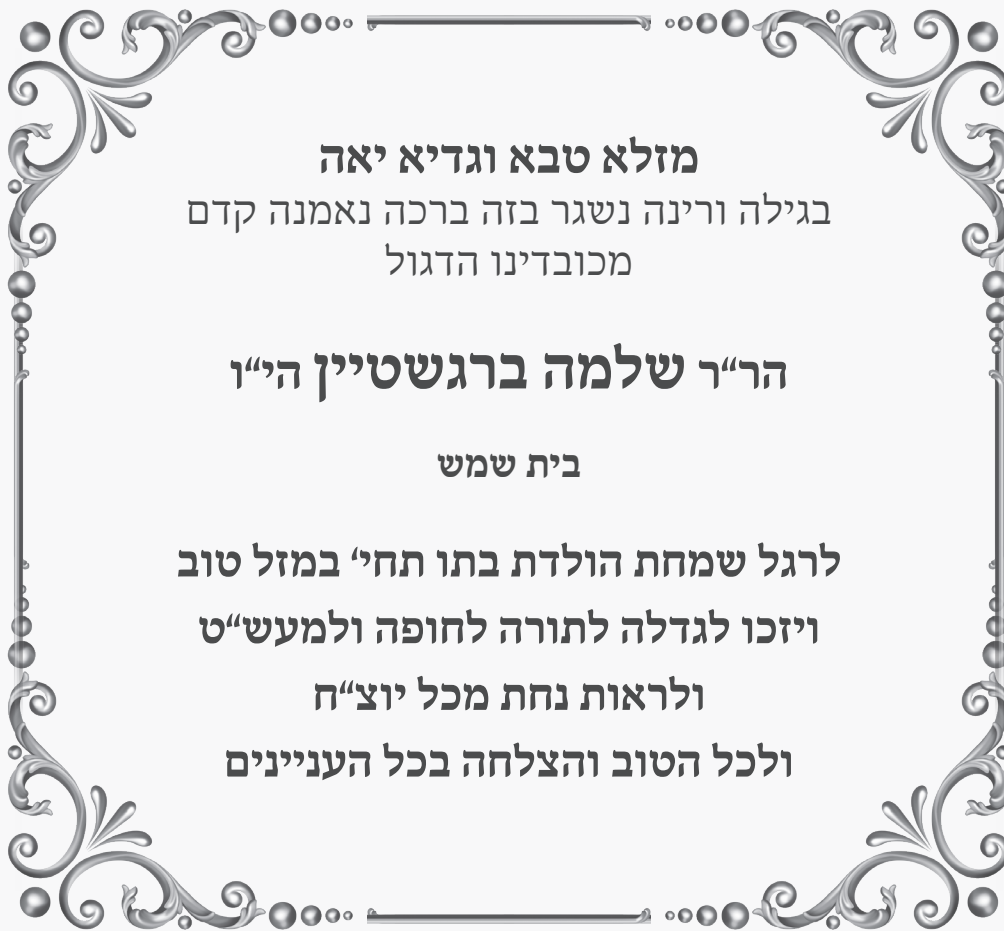 מזלא טבא וגדיא יאה
בגילה ורינה נשגר בזה ברכה נאמנה קדם
מכובדינו הדגול
הר״ר שלמה ברגשטיין הי״ו
בית שמש
לרגל שמחת הולדת בתו תחי׳ במזל טוב
ויזכו לגדלה לתורה לחופה ולמעש״ט
ולראות נחת מכל יוצ״ח
ולכל הטוב והצלחה בכל העניינים